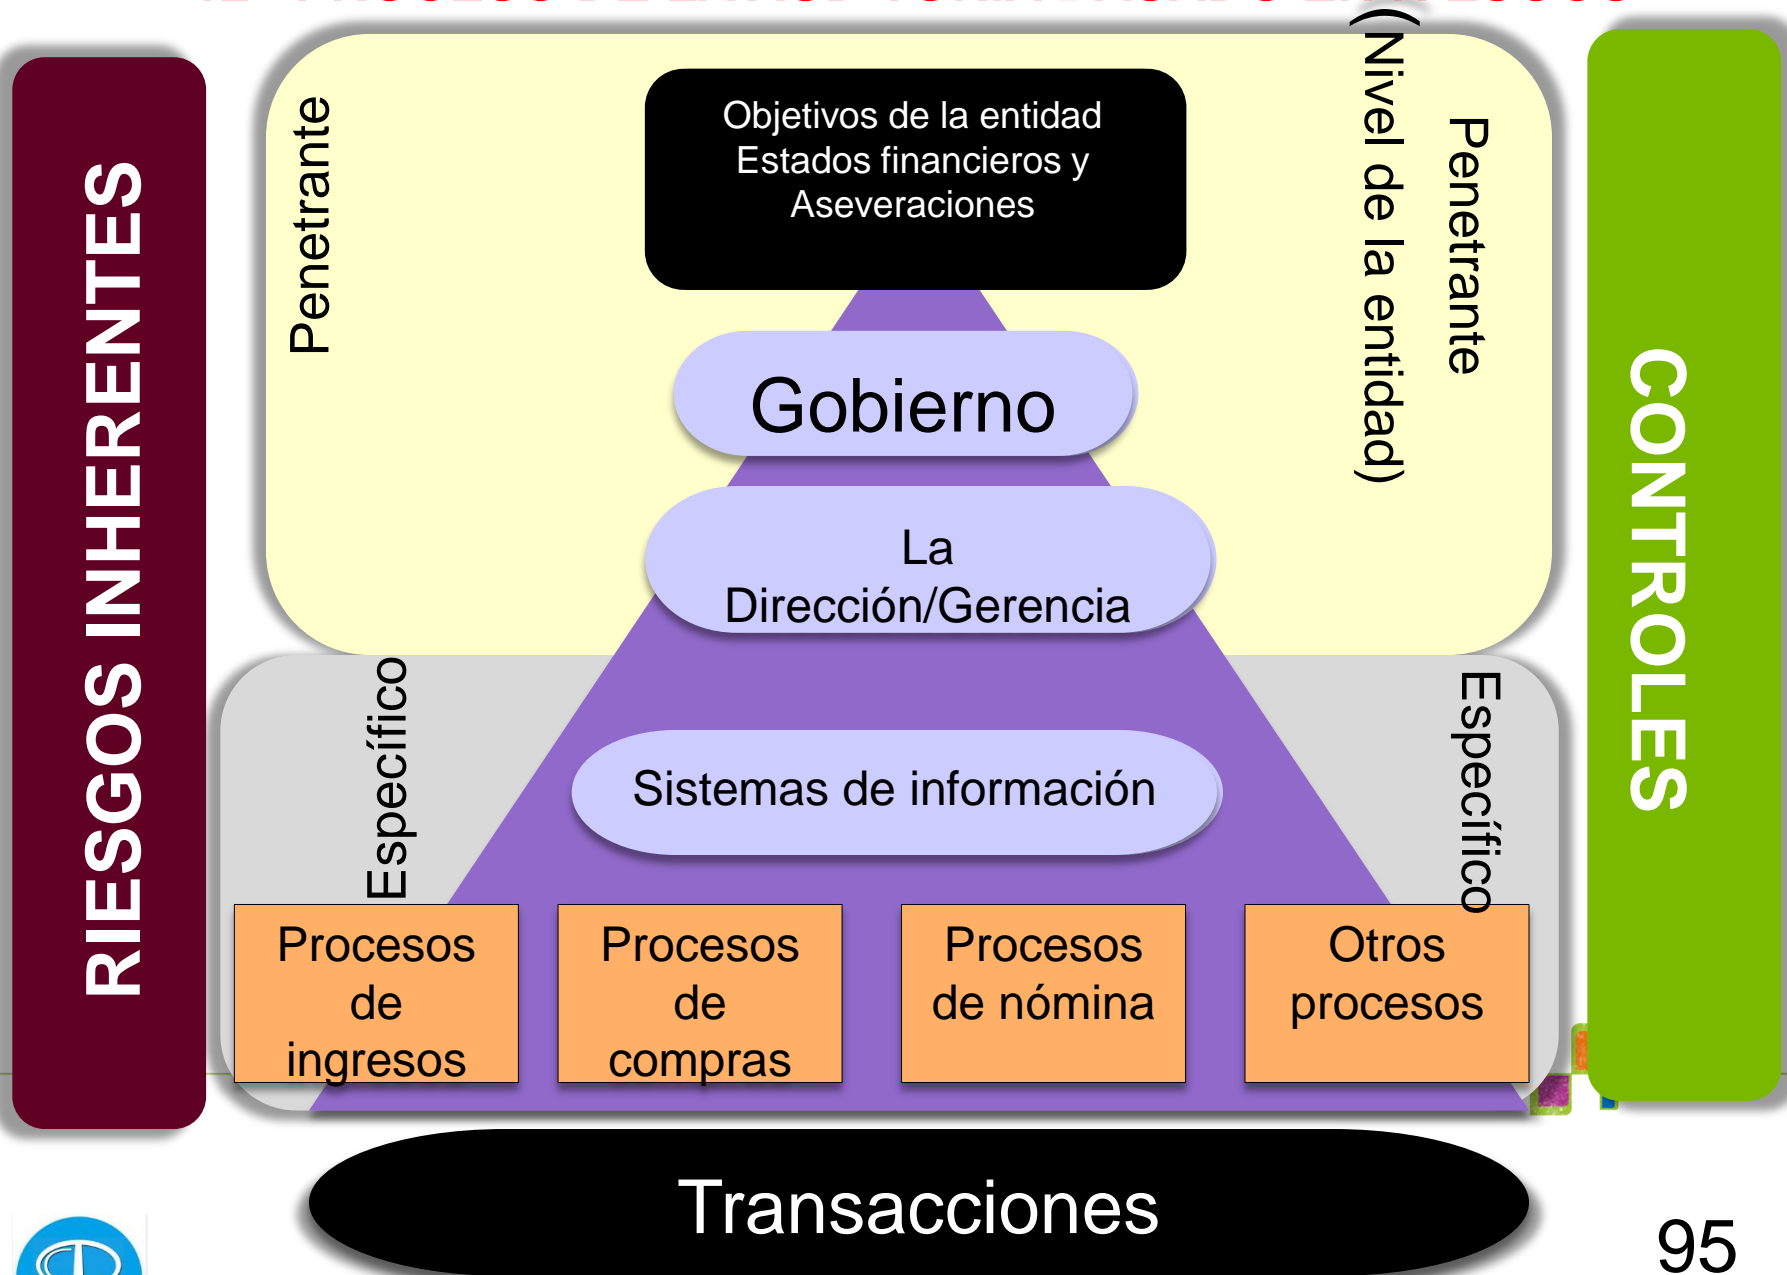 RIESGOS INHERENTES
Penetrante
Objetivos de la entidad
Estados financieros y
Aseveraciones
(Nivel de la entidad)
Penetrante
CONTROLES
Gobierno
La
Dirección/Gerencia
Específico
Específico
Sistemas de información
Procesos
de
ingresos
Procesos
de
compras
Procesos
de nómina
Otros
procesos
Transacciones
95